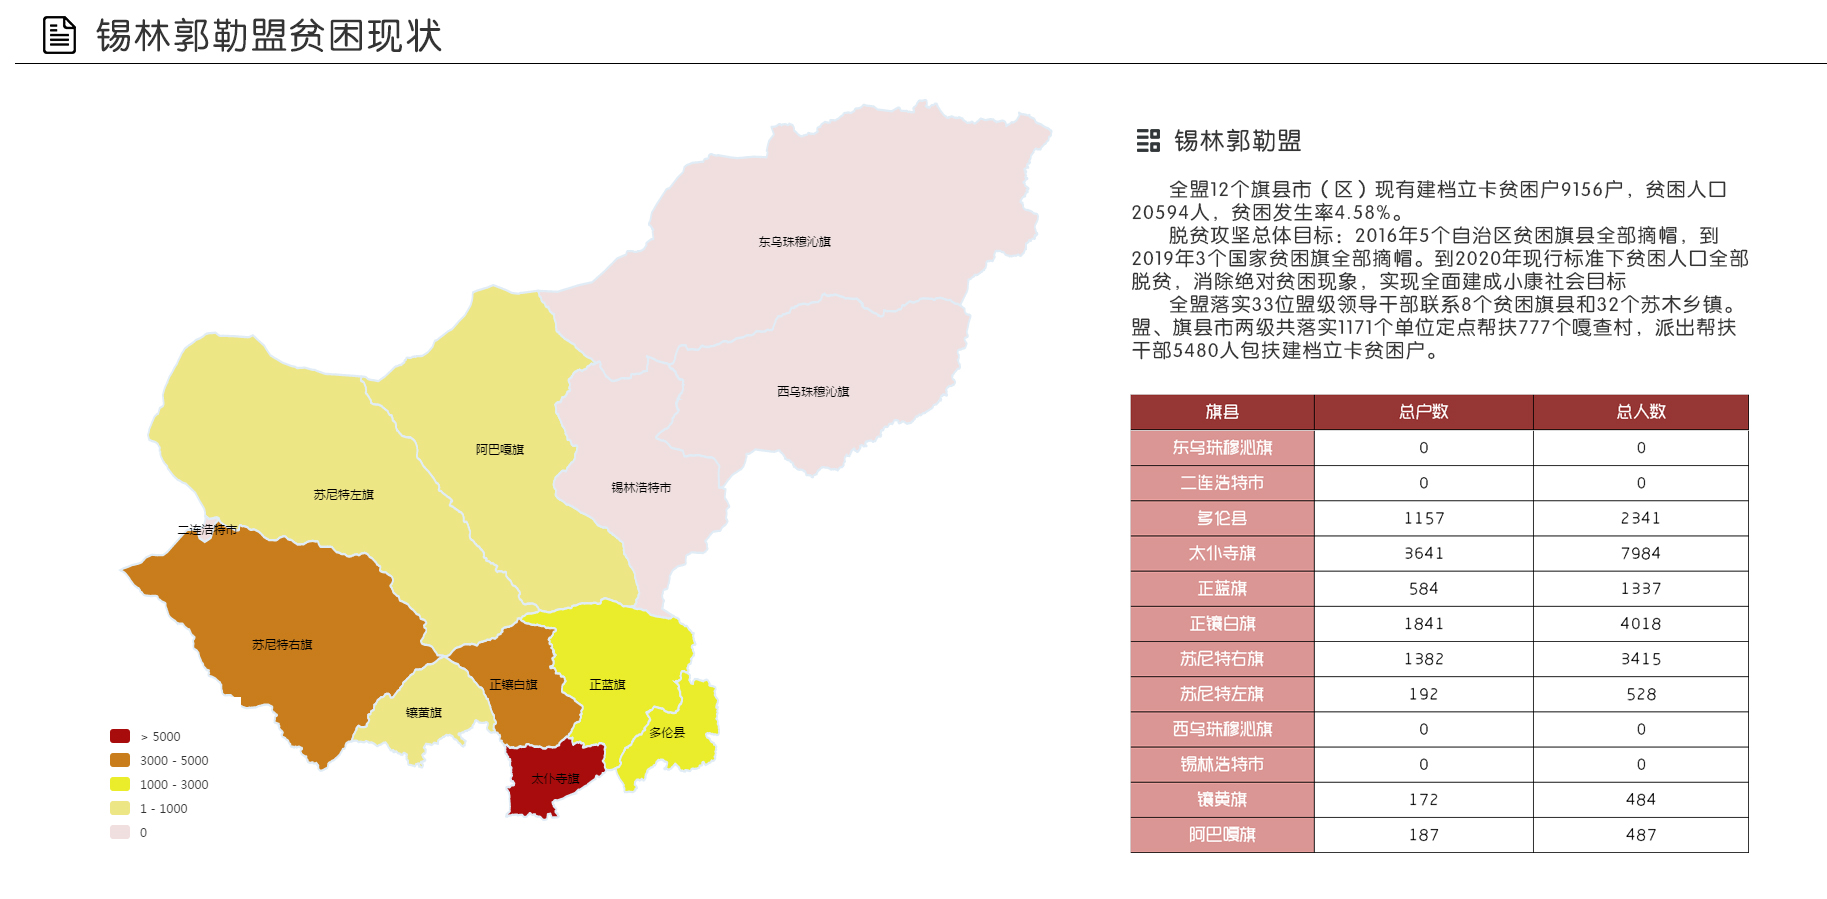 锡林郭勒盟贫困现状
东乌珠穆沁旗
西乌珠穆沁旗
阿巴嘎旗
锡林浩特市
苏尼特左旗
二连浩特市
苏尼特右旗
正镶白旗
正蓝旗
镶黄旗
多伦县
太仆寺旗
> 5000
3000 - 5000
1000 - 3000
1 - 1000
0
锡林郭勒盟
全盟12个旗县市（区）现有建档立卡贫困户9156户，贫困人口
20594人，贫困发生率4.58%。
脱贫攻坚总体目标：2016年5个自治区贫困旗县全部摘帽，到
2019年3个国家贫困旗全部摘帽。到2020年现行标准下贫困人口全部
脱贫，消除绝对贫困现象，实现全面建成小康社会目标
全盟落实33位盟级领导干部联系8个贫困旗县和32个苏木乡镇。
盟、旗县市两级共落实1171个单位定点帮扶777个嘎查村，派出帮扶
干部5480人包扶建档立卡贫困户。
旗县 总户数 总人数
东乌珠穆沁旗 0 0
二连浩特市 0 0
多伦县 1157 2341
太仆寺旗 3641 7984
正蓝旗 584 1337
正镶白旗 1841 4018
苏尼特右旗 1382 3415
苏尼特左旗 192 528
西乌珠穆沁旗 0 0
锡林浩特市 0 0
镶黄旗 172 484
阿巴嘎旗 187 487